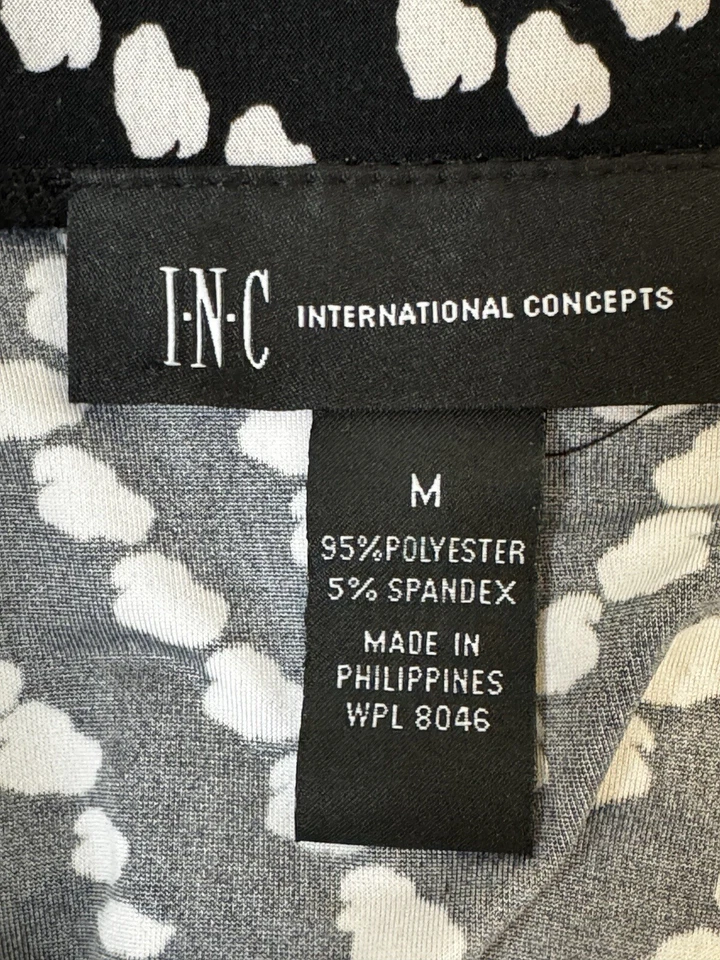 I·N·C INTERNATIONAL CONCEPTS
M
95%POLYESTER
5% SPANDEX
MADE IN
PHILIPPINES
WPL 8046